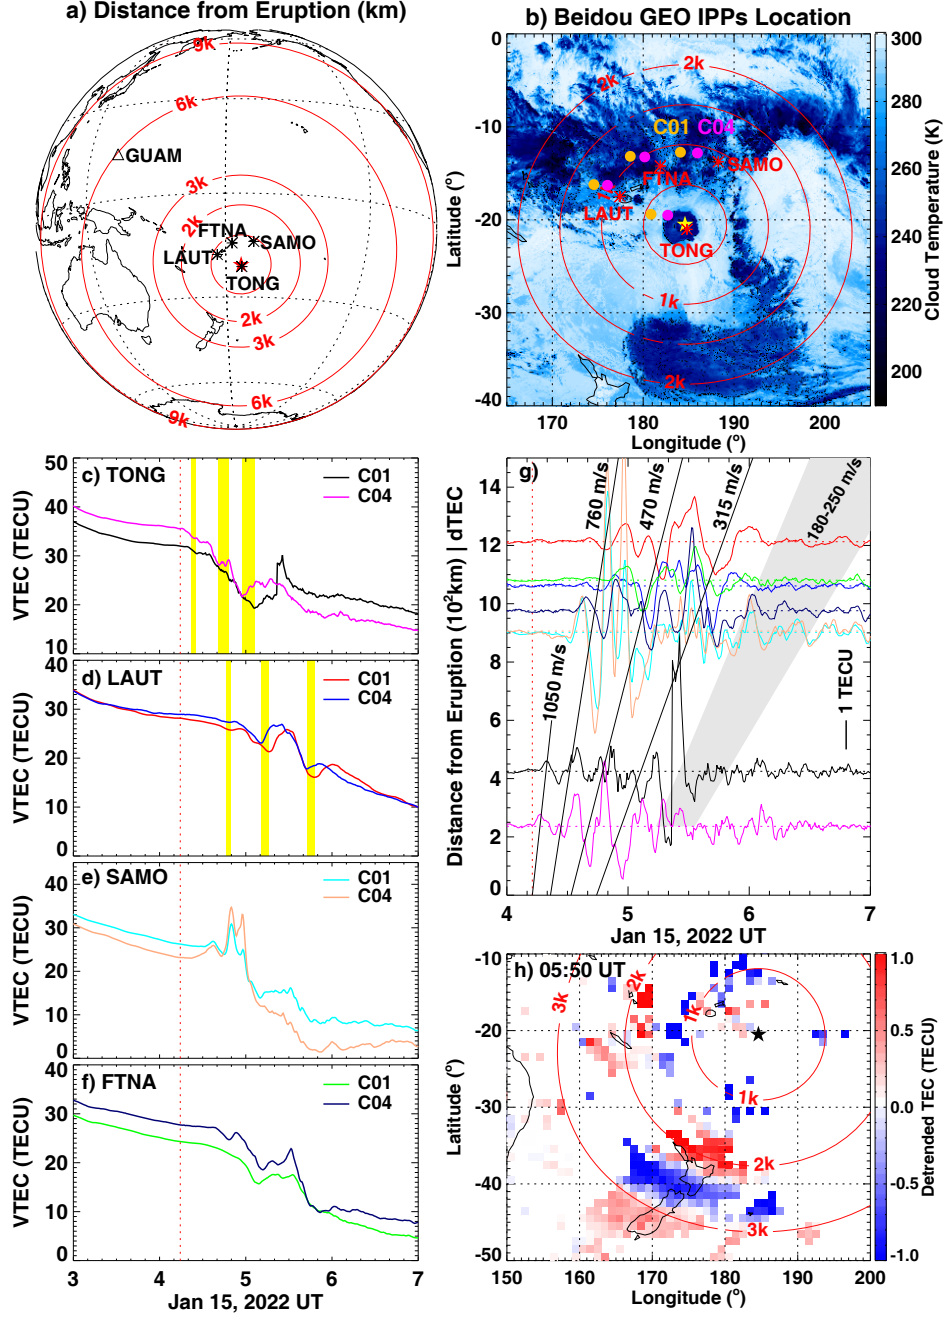 a) Distance from Eruption (km)
9k
6k
GUAM
3k
2k
FTNA
SAMO
LAUT
TONG
2k
3k
6k
9k
b) Beidou GEO IPPs Location
0
-10
-20
-30
-40
Latitude (°)
2k
2k
C01 C04
SAMO
FTNA
LAUT
TONG
1k
2k
170 180 190 200
Longitude (°)
300
280
260
240
220
200
Cloud Temperature (K)
c) TONG
C01
C04
50
40
30
20
10
VTEC (TECU)
d) LAUT
C01
C04
40
30
20
10
0
VTEC (TECU)
e) SAMO
C01
C04
40
30
20
10
0
VTEC (TECU)
f) FTNA
C01
C04
40
30
20
10
0
VTEC (TECU)
3 4 5 6 7
Jan 15, 2022 UT
g)
760 m/s
470 m/s
315 m/s
180-250 m/s
1050 m/s
1 TECU
14
12
10
8
6
4
2
0
Distance from Eruption (10²km) | dTEC
4 5 6 7
Jan 15, 2022 UT
h) 05:50 UT
3k
2k
1k
1k
2k
3k
-10
-20
-30
-40
-50
Latitude (°)
150 160 170 180 190 200
Longitude (°)
1.0
0.5
0.0
-0.5
-1.0
Detrended TEC (TECU)